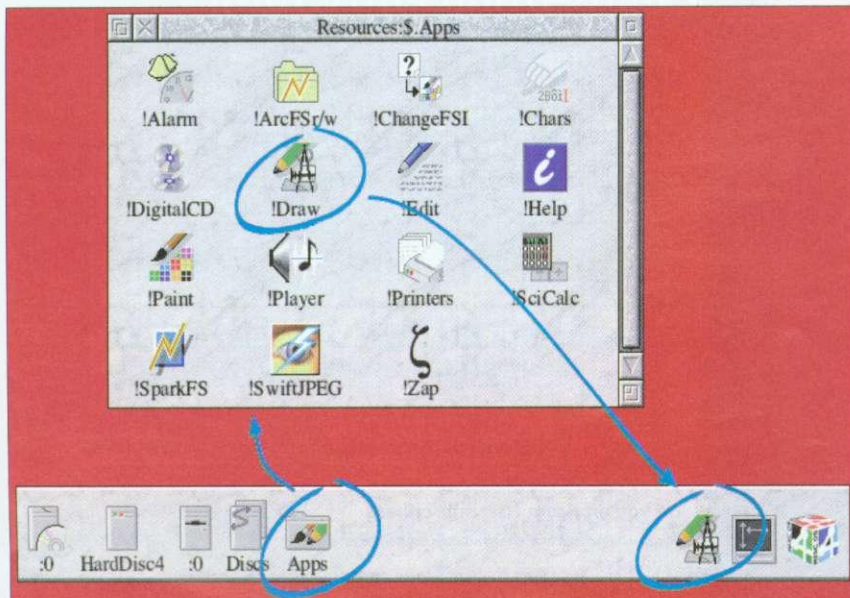 Resources:$.Apps
!Alarm !ArcFSr/w !ChangeFSI !Chars
!DigitalCD !Draw !Edit !Help
!Paint !Player !Printers !SciCalc
!SparkFS !SwiftJPEG !Zap
:0 HardDisc4 :0 Discs Apps